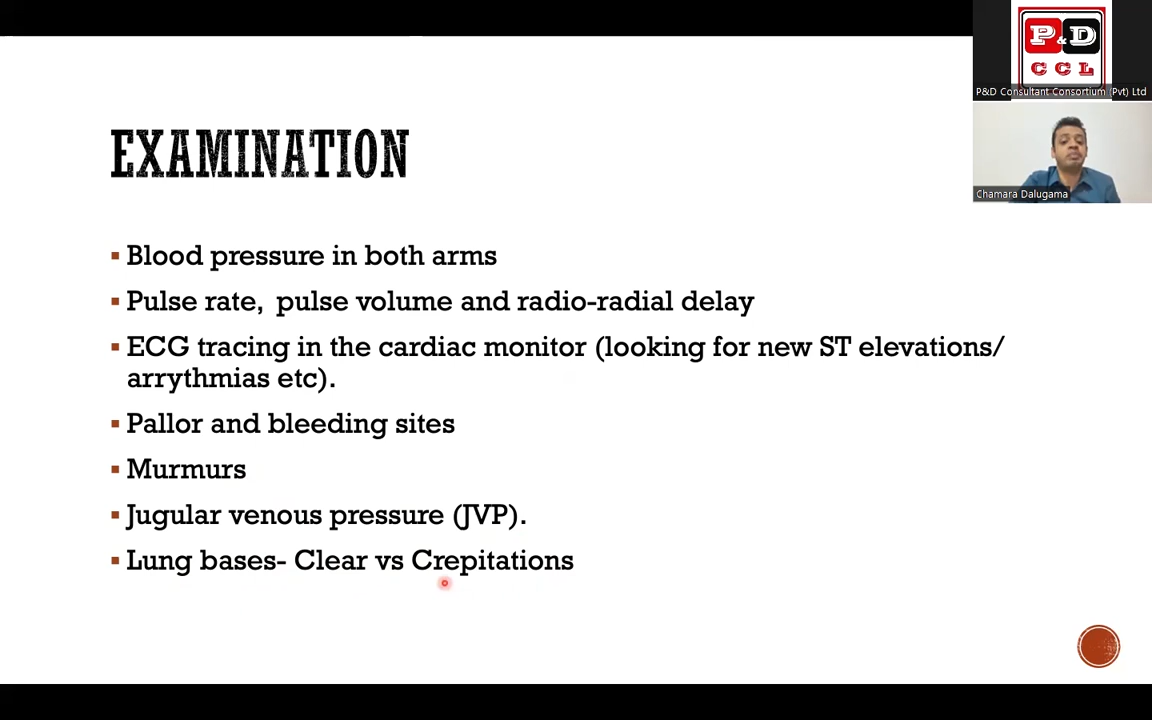 P&D
CCL
P&D Consultant Consortium (Pvt) Ltd
EXAMINATION
Chamara Dalugama
▪ Blood pressure in both arms
▪ Pulse rate, pulse volume and radio-radial delay
▪ ECG tracing in the cardiac monitor (looking for new ST elevations/
arrythmias etc).
▪ Pallor and bleeding sites
▪ Murmurs
▪ Jugular venous pressure (JVP).
▪ Lung bases- Clear vs Crepitations